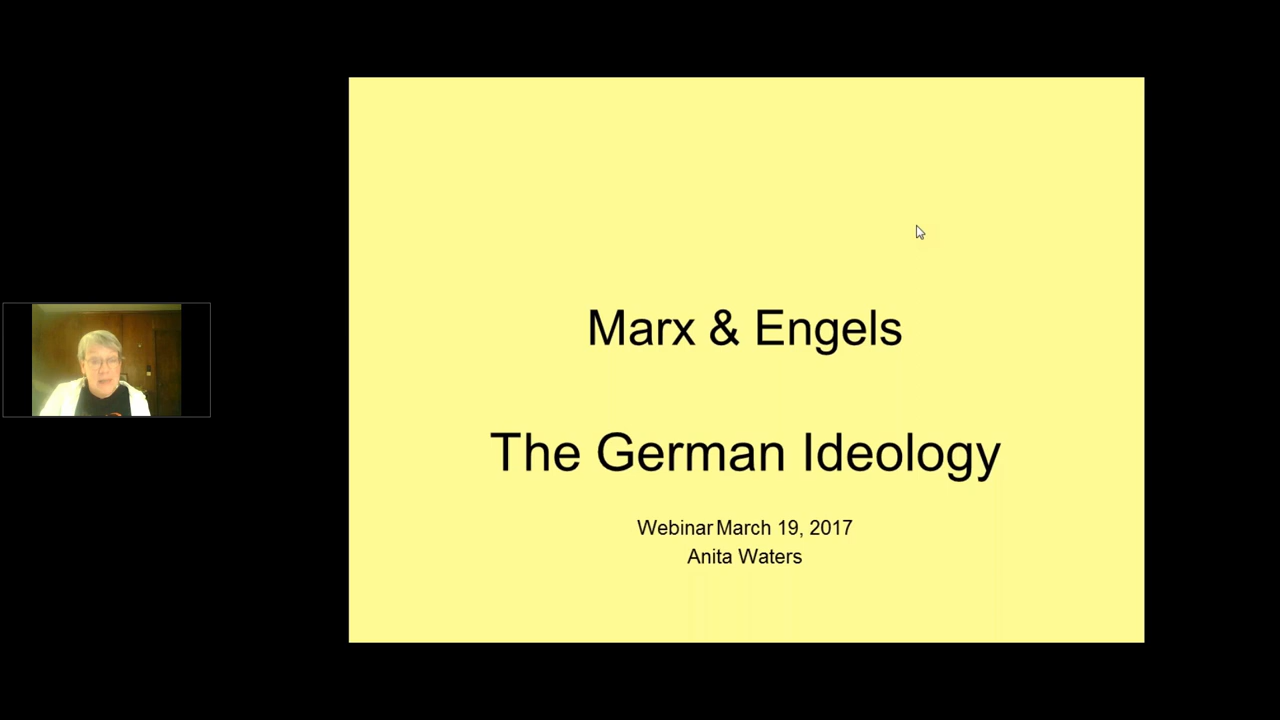 Marx & Engels
The German Ideology
Webinar March 19, 2017
Anita Waters